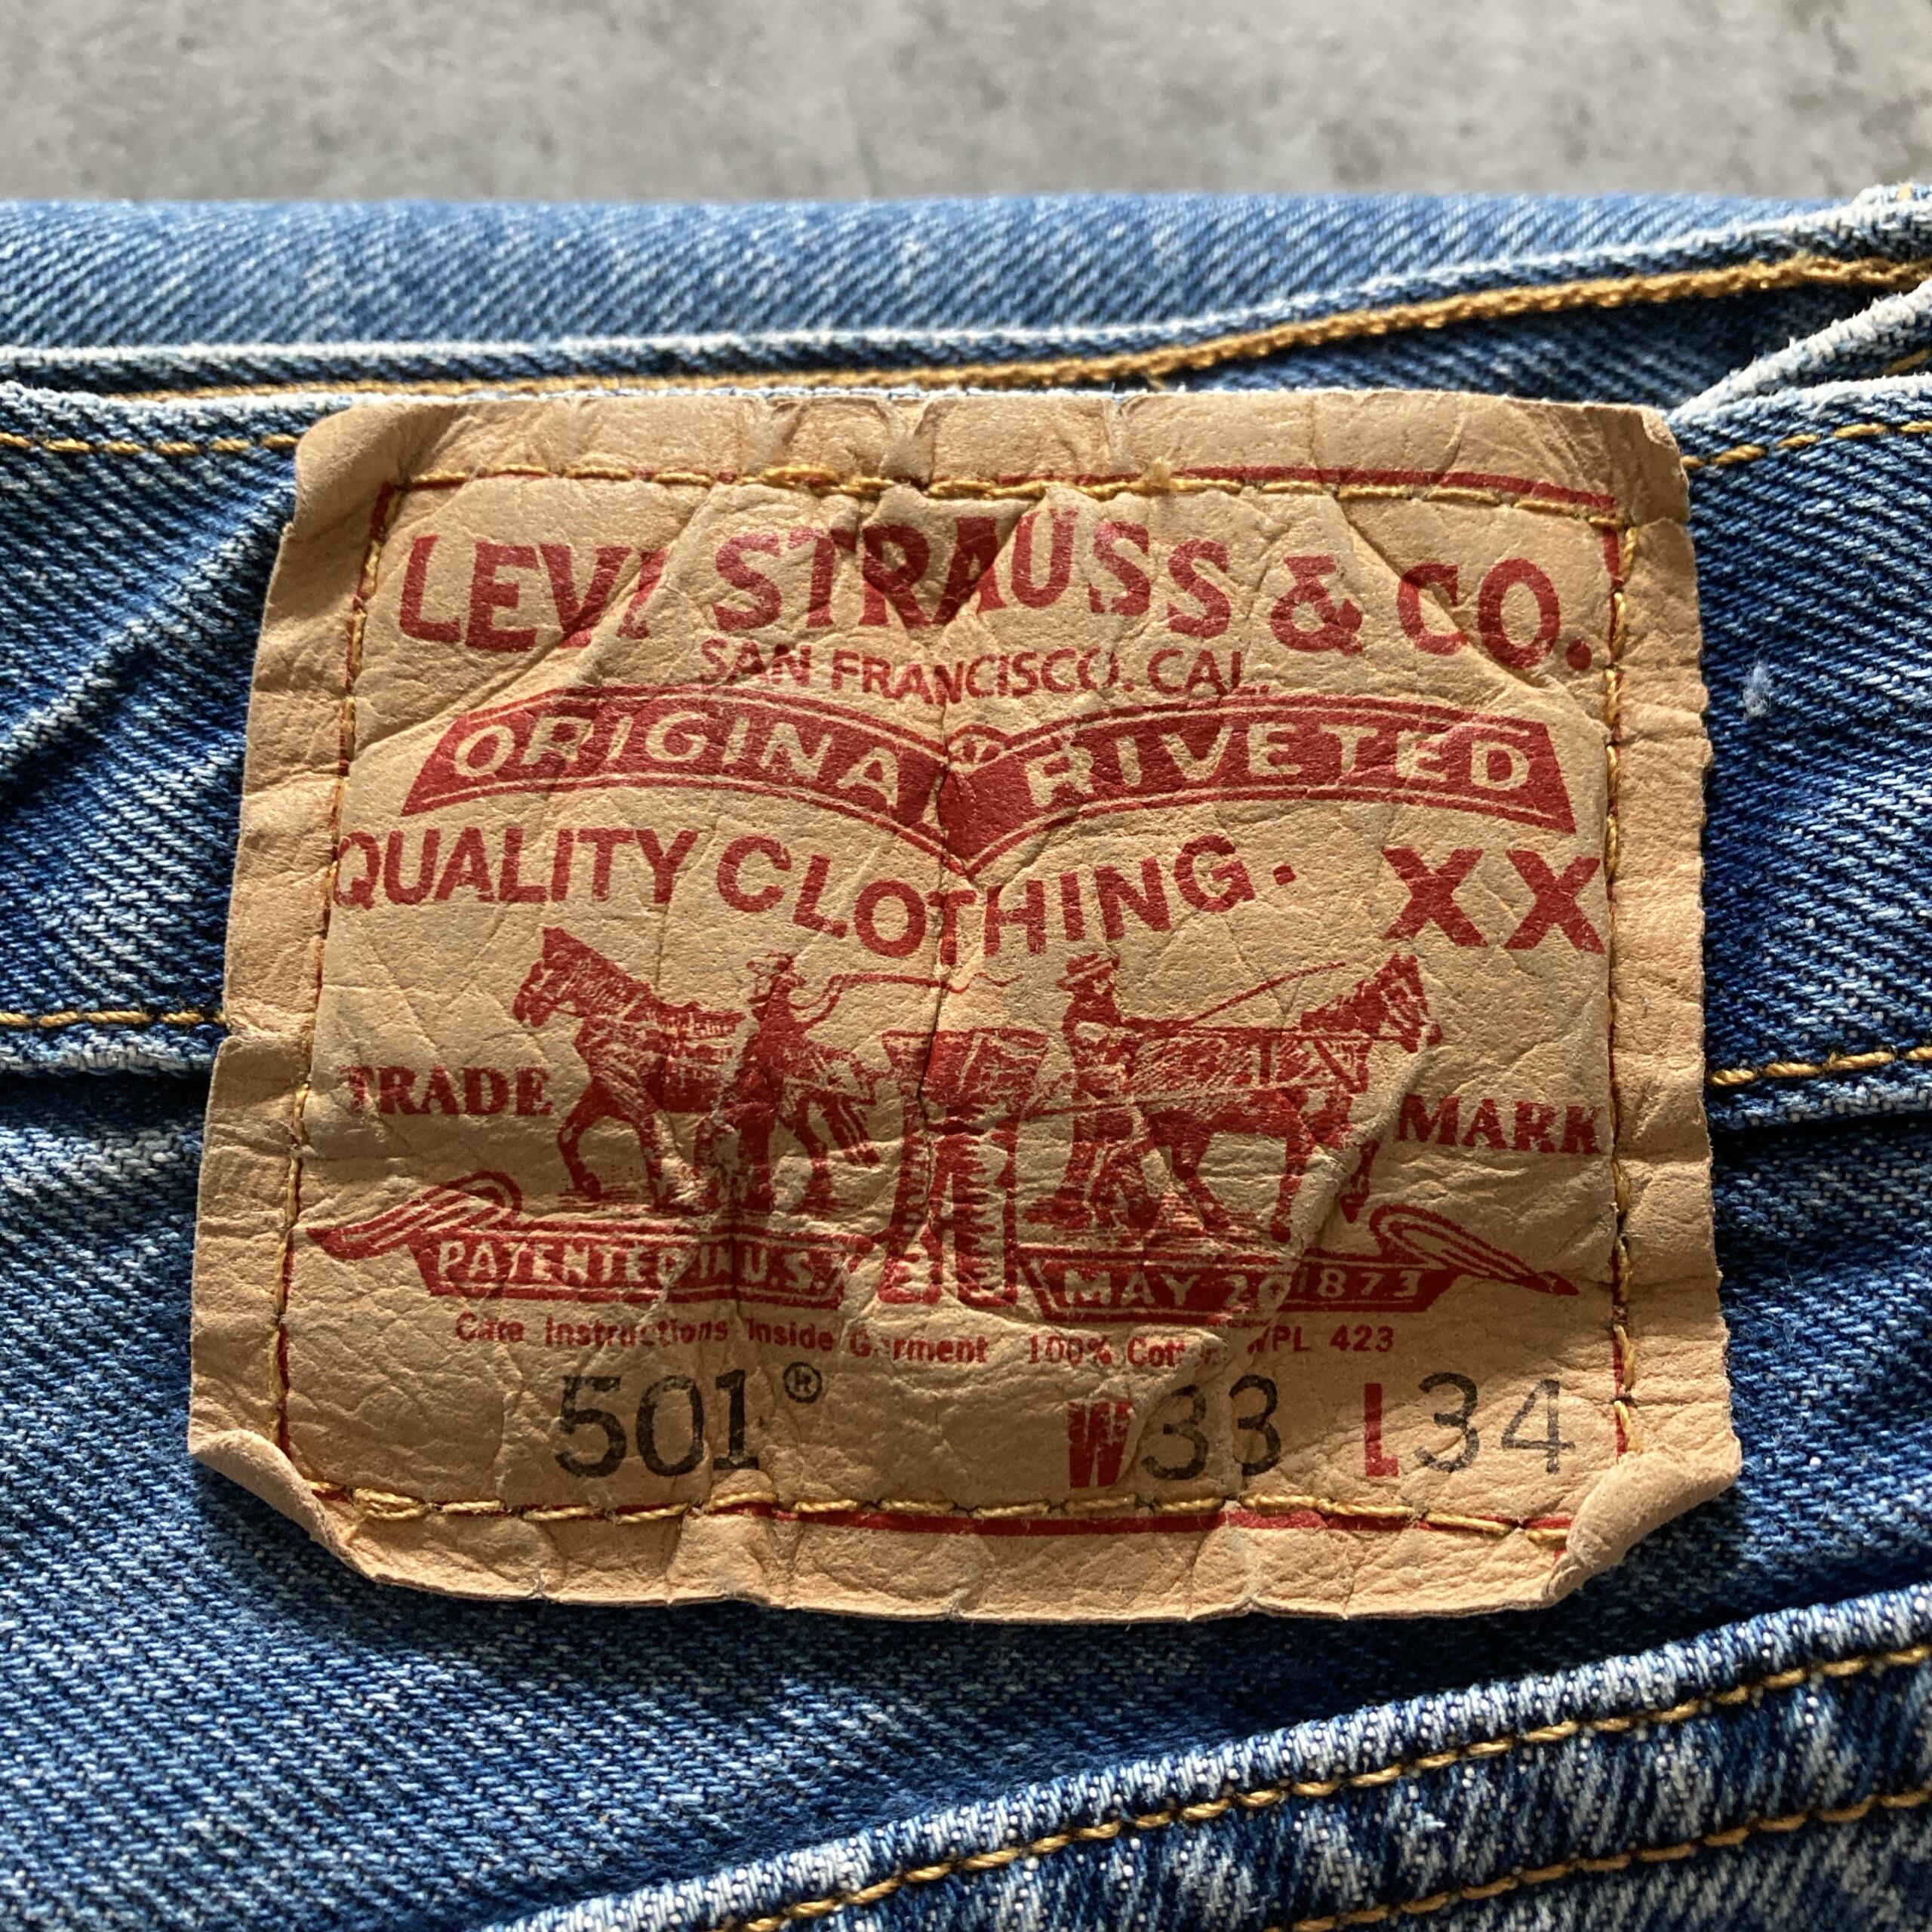 LEVI STRAUSS & CO.
SAN FRANCISCO. CAL.
ORIGINAL RIVETED
QUALITY CLOTHING. XX
TRADE MARK
PATENTED IN U.S. MAY 20 1873
Care Instructions Inside Garment 100% Cotton WPL 423
501® W33 L34